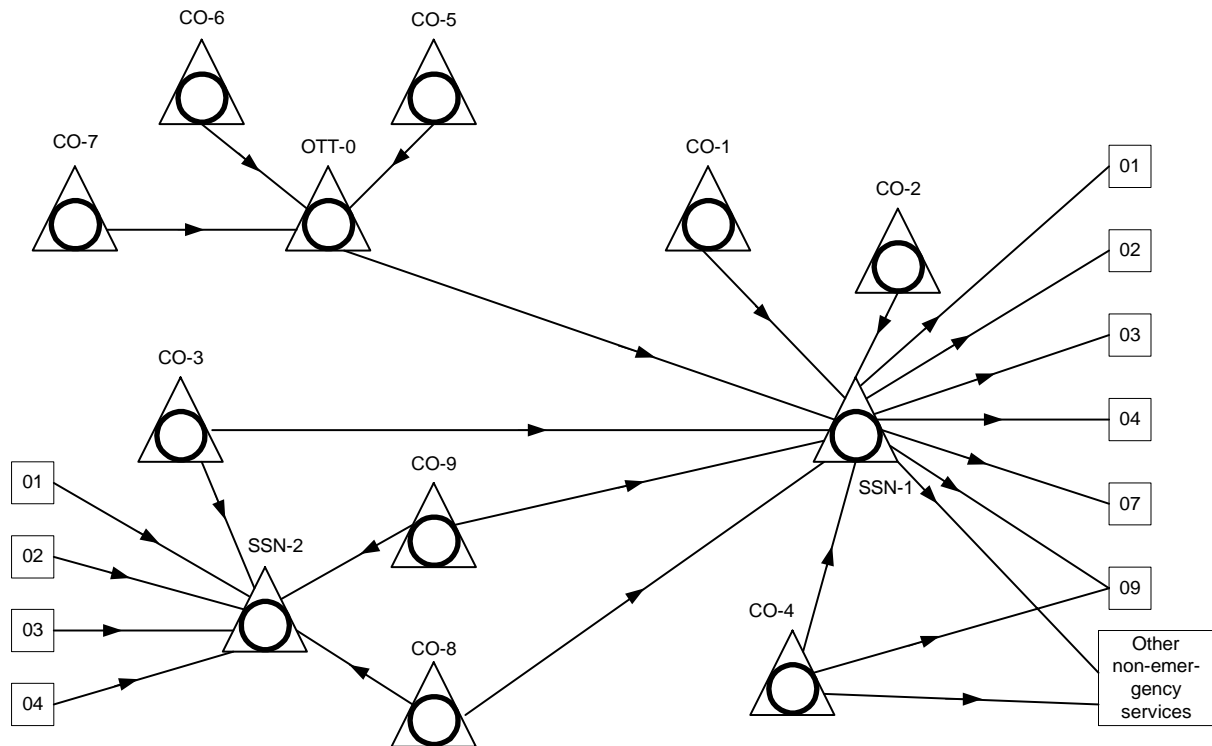 CO-6
CO-5
CO-7
OTT-0
CO-1
CO-2
01
02
03
CO-3
04
01
CO-9
SSN-1
07
02
SSN-2
09
CO-4
03
CO-8
Other
non-emer-
gency
services
04